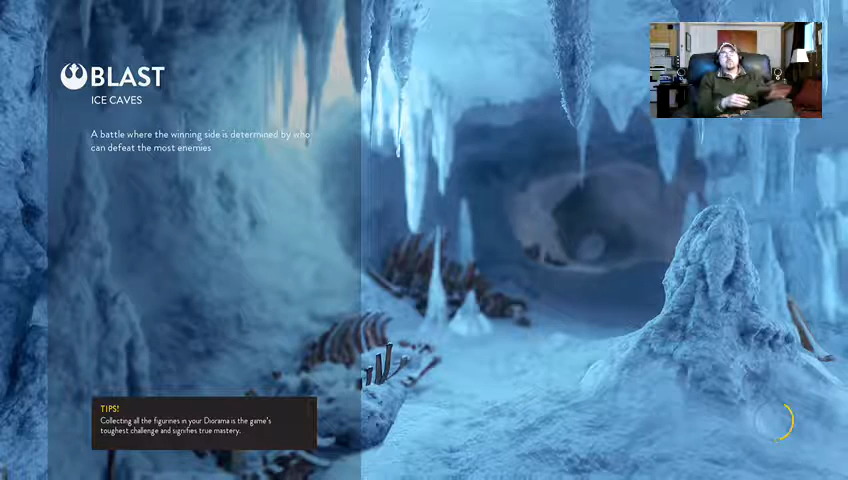 BLAST
ICE CAVES
A battle where the winning side is determined by who
can defeat the most enemies
TIPS!
Collecting all the figurines in your Diorama is the game's
toughest challenge and signifies true mastery.